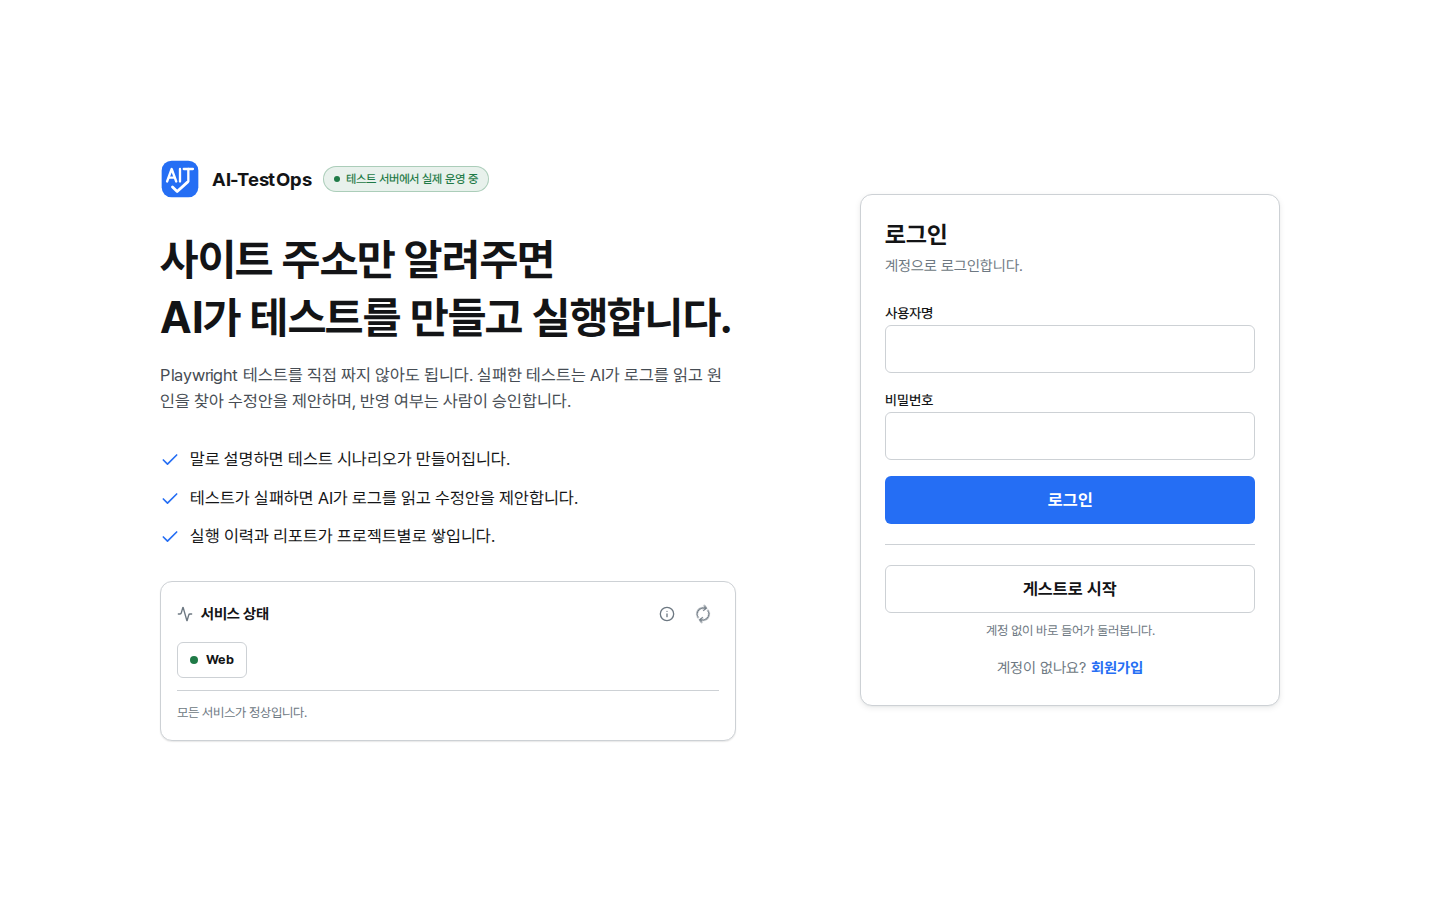 AIT
AI-TestOps
테스트 서버에서 실제 운영 중
사이트 주소만 알려주면
AI가 테스트를 만들고 실행합니다.
Playwright 테스트를 직접 짜지 않아도 됩니다. 실패한 테스트는 AI가 로그를 읽고 원
인을 찾아 수정안을 제안하며, 반영 여부는 사람이 승인합니다.
말로 설명하면 테스트 시나리오가 만들어집니다.
테스트가 실패하면 AI가 로그를 읽고 수정안을 제안합니다.
실행 이력과 리포트가 프로젝트별로 쌓입니다.
서비스 상태
Web
모든 서비스가 정상입니다.
로그인
계정으로 로그인합니다.
사용자명
비밀번호
로그인
게스트로 시작
계정 없이 바로 들어가 둘러봅니다.
계정이 없나요? 회원가입